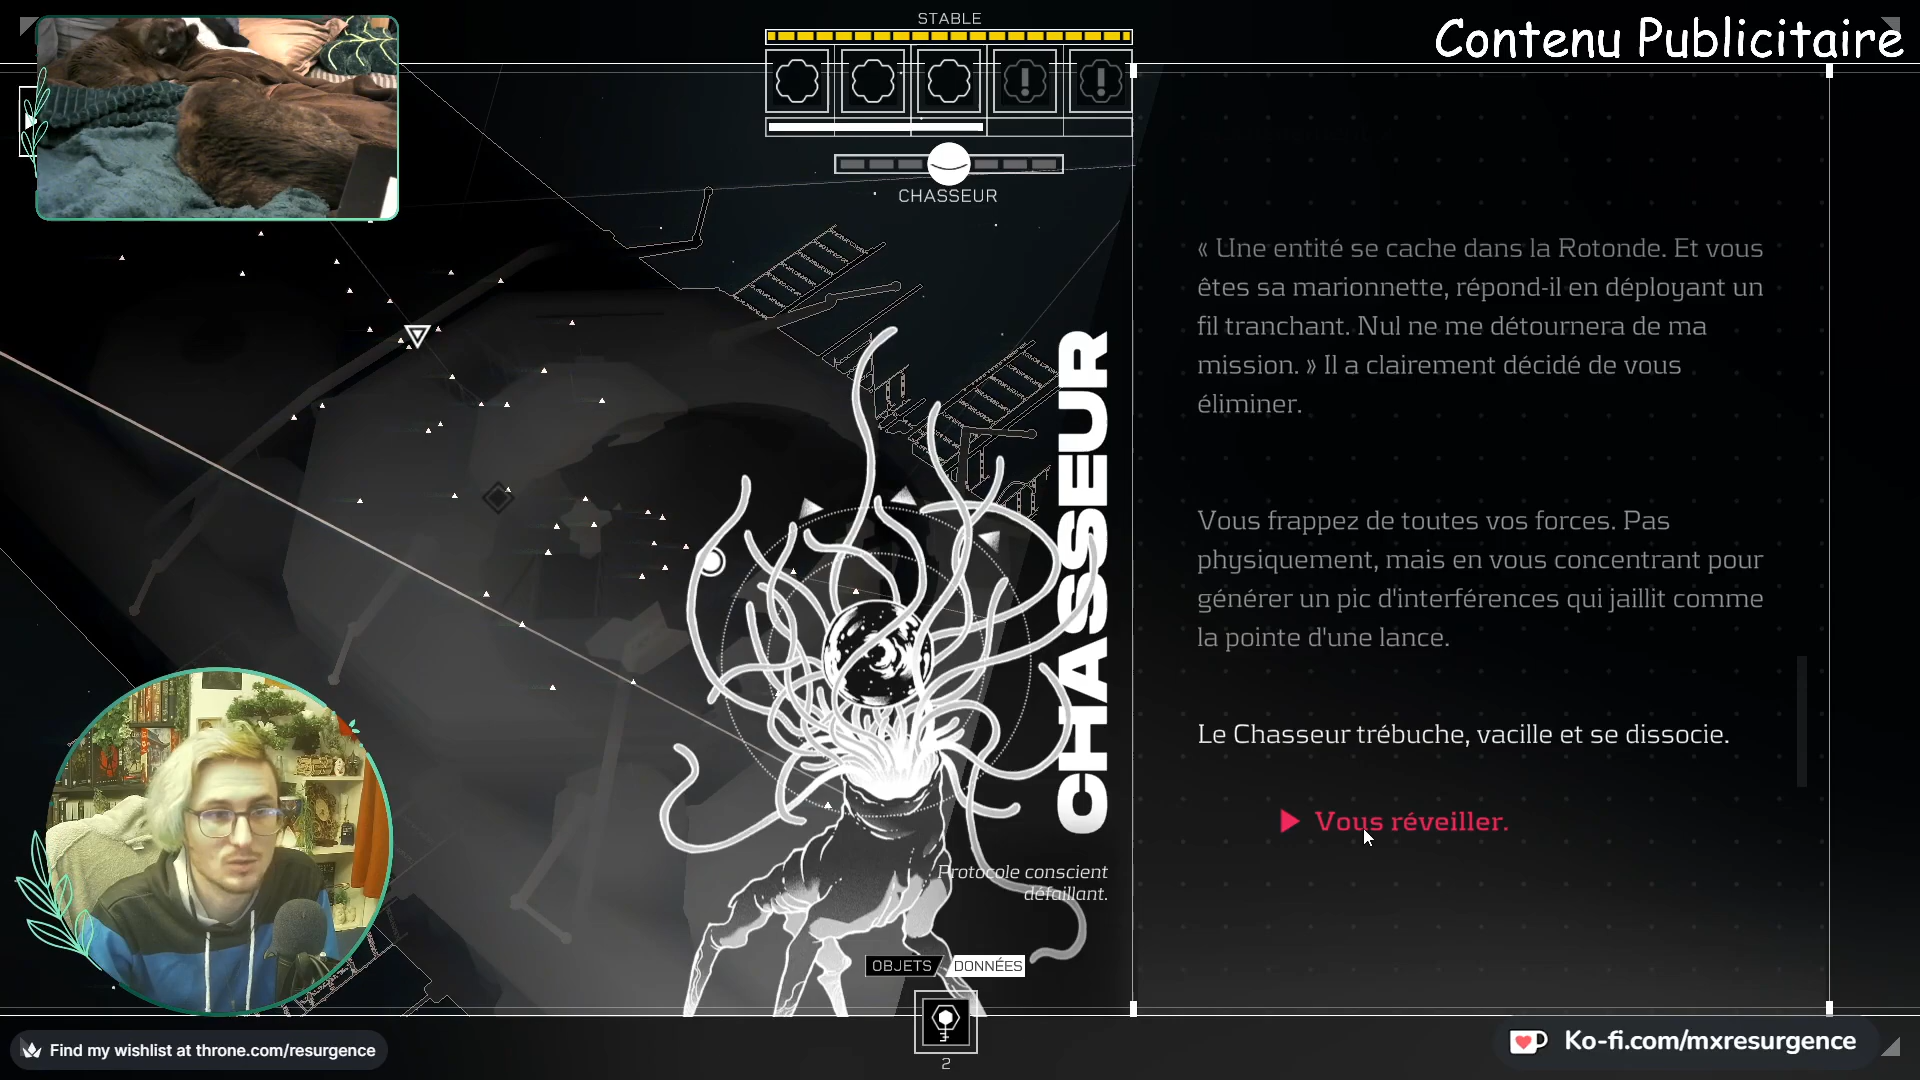 STABLE
Contenu Publicitaire
CHASSEUR
« Une entité se cache dans la Rotonde. Et vous
êtes sa marionnette, répond-il en déployant un
fil tranchant. Nul ne me détournera de ma
mission. » Il a clairement décidé de vous
éliminer.
Vous frappez de toutes vos forces. Pas
physiquement, mais en vous concentrant pour
générer un pic d'interférences qui jaillit comme
la pointe d'une lance.
Le Chasseur trébuche, vacille et se dissocie.
Vous réveiller.
CHASSEUR
Protocole conscient
défaillant.
OBJETS
DONNÉES
2
Find my wishlist at throne.com/resurgence
Ko-fi.com/mxresurgence